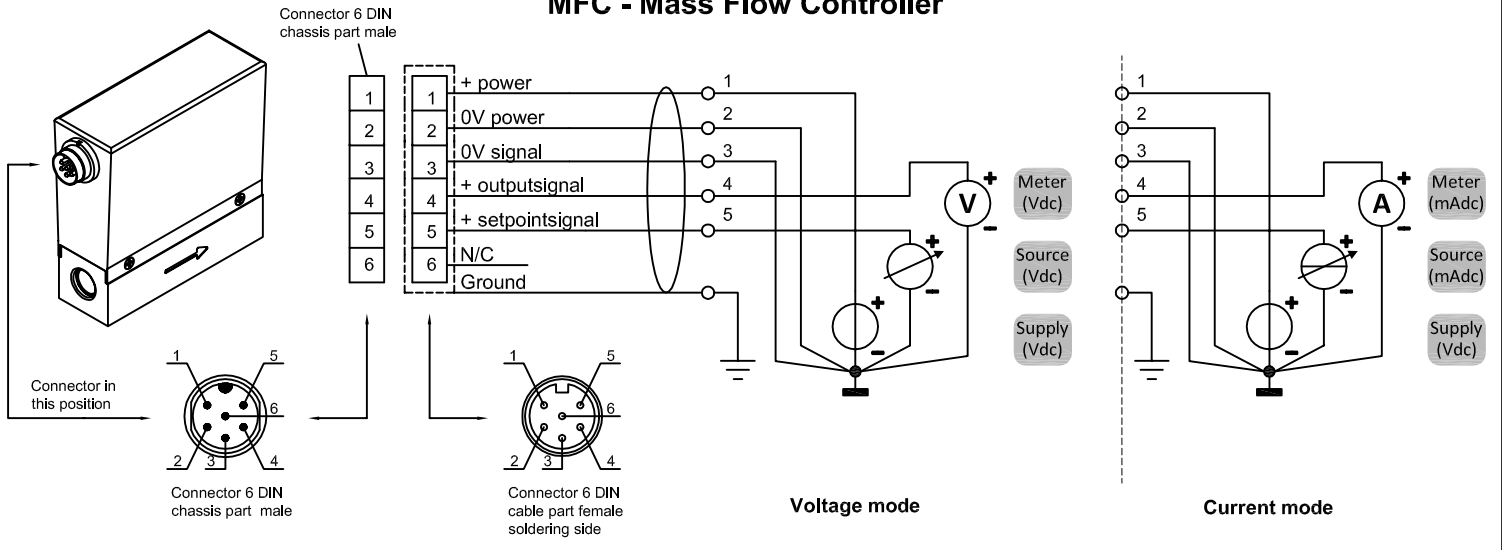 MFC - Mass Flow Controller
Connector 6 DIN
chassis part male
1
2
3
4
5
6
1
2
3
4
5
6
+ power
0V power
0V signal
+ outputsignal
+ setpointsignal
N/C
Ground
1
2
3
4
5
V
+
-
+
-
+
-
Meter
(Vdc)
Source
(Vdc)
Supply
(Vdc)
Voltage mode
1
2
3
4
5
A
+
-
+
-
+
-
Meter
(mAdc)
Source
(mAdc)
Supply
(Vdc)
Current mode
Connector in
this position
1
5
6
2
3
4
Connector 6 DIN
chassis part male
1
5
6
2
3
4
Connector 6 DIN
cable part female
soldering side